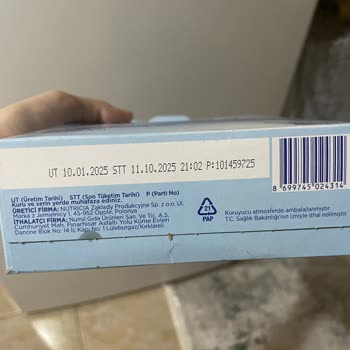 UT 10.01.2025 STT 11.10.2025 21:02 P:101459725
UT (Üretim Tarihi) STT (Son Tüketim Tarihi) P (Parti No)
Kuru ve serin yerde muhafaza ediniz.
ÜRETİCİ FİRMA: NUTRICIA Zaklady Produkcyjne Sp. z o.o. Ul.
Marka z Jemielnicy 1, 45-952 Opole, Polonya
İTHALATÇI FİRMA: Numil Gıda Ürünleri San. Ve Tic. A.Ş.
Cumhuriyet Mah. Pınarhisar Asfaltı Yolu Küme Evleri
Danone Blok No: 14 İç Kapı No: 1 Lüleburgaz/Kırklareli
21
PAP
8 699745 024314
Koruyucu atmosferde ambalajlanmıştır.
T.C. Sağlık Bakanlığı'nın izniyle ithal edilmiştir.